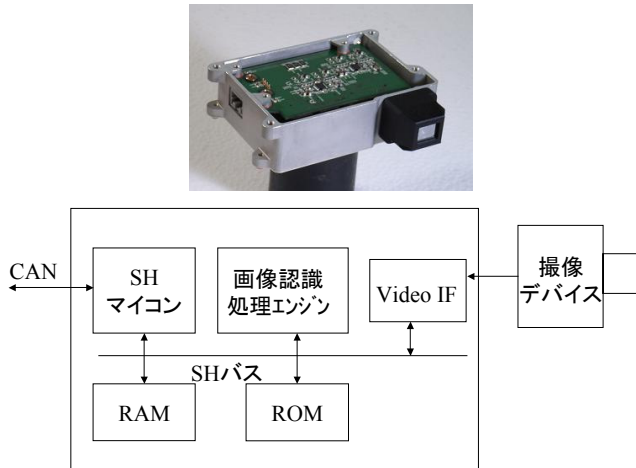 CAN
SH
マイコン
画像認識
処理エンジン
Video IF
撮像
デバイス
SHバス
RAM
ROM